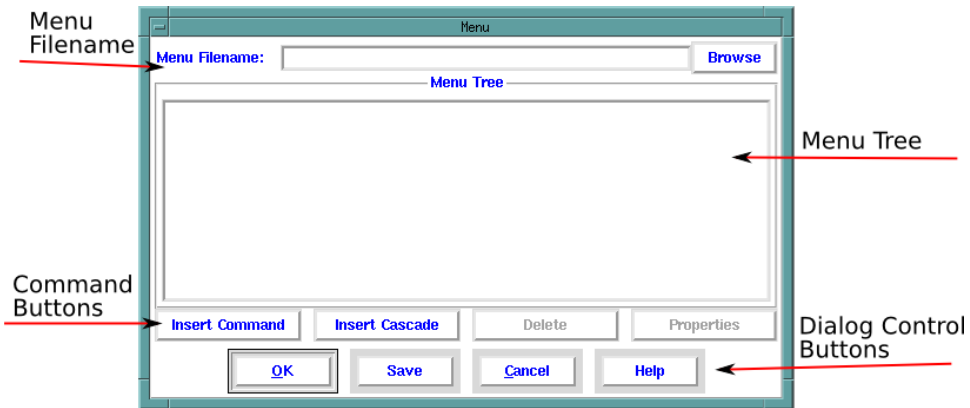 Menu
Filename
Menu
Menu Filename:
Browse
Menu Tree
Menu Tree
Command
Buttons
Insert Command
Insert Cascade
Delete
Properties
Dialog Control
Buttons
OK
Save
Cancel
Help